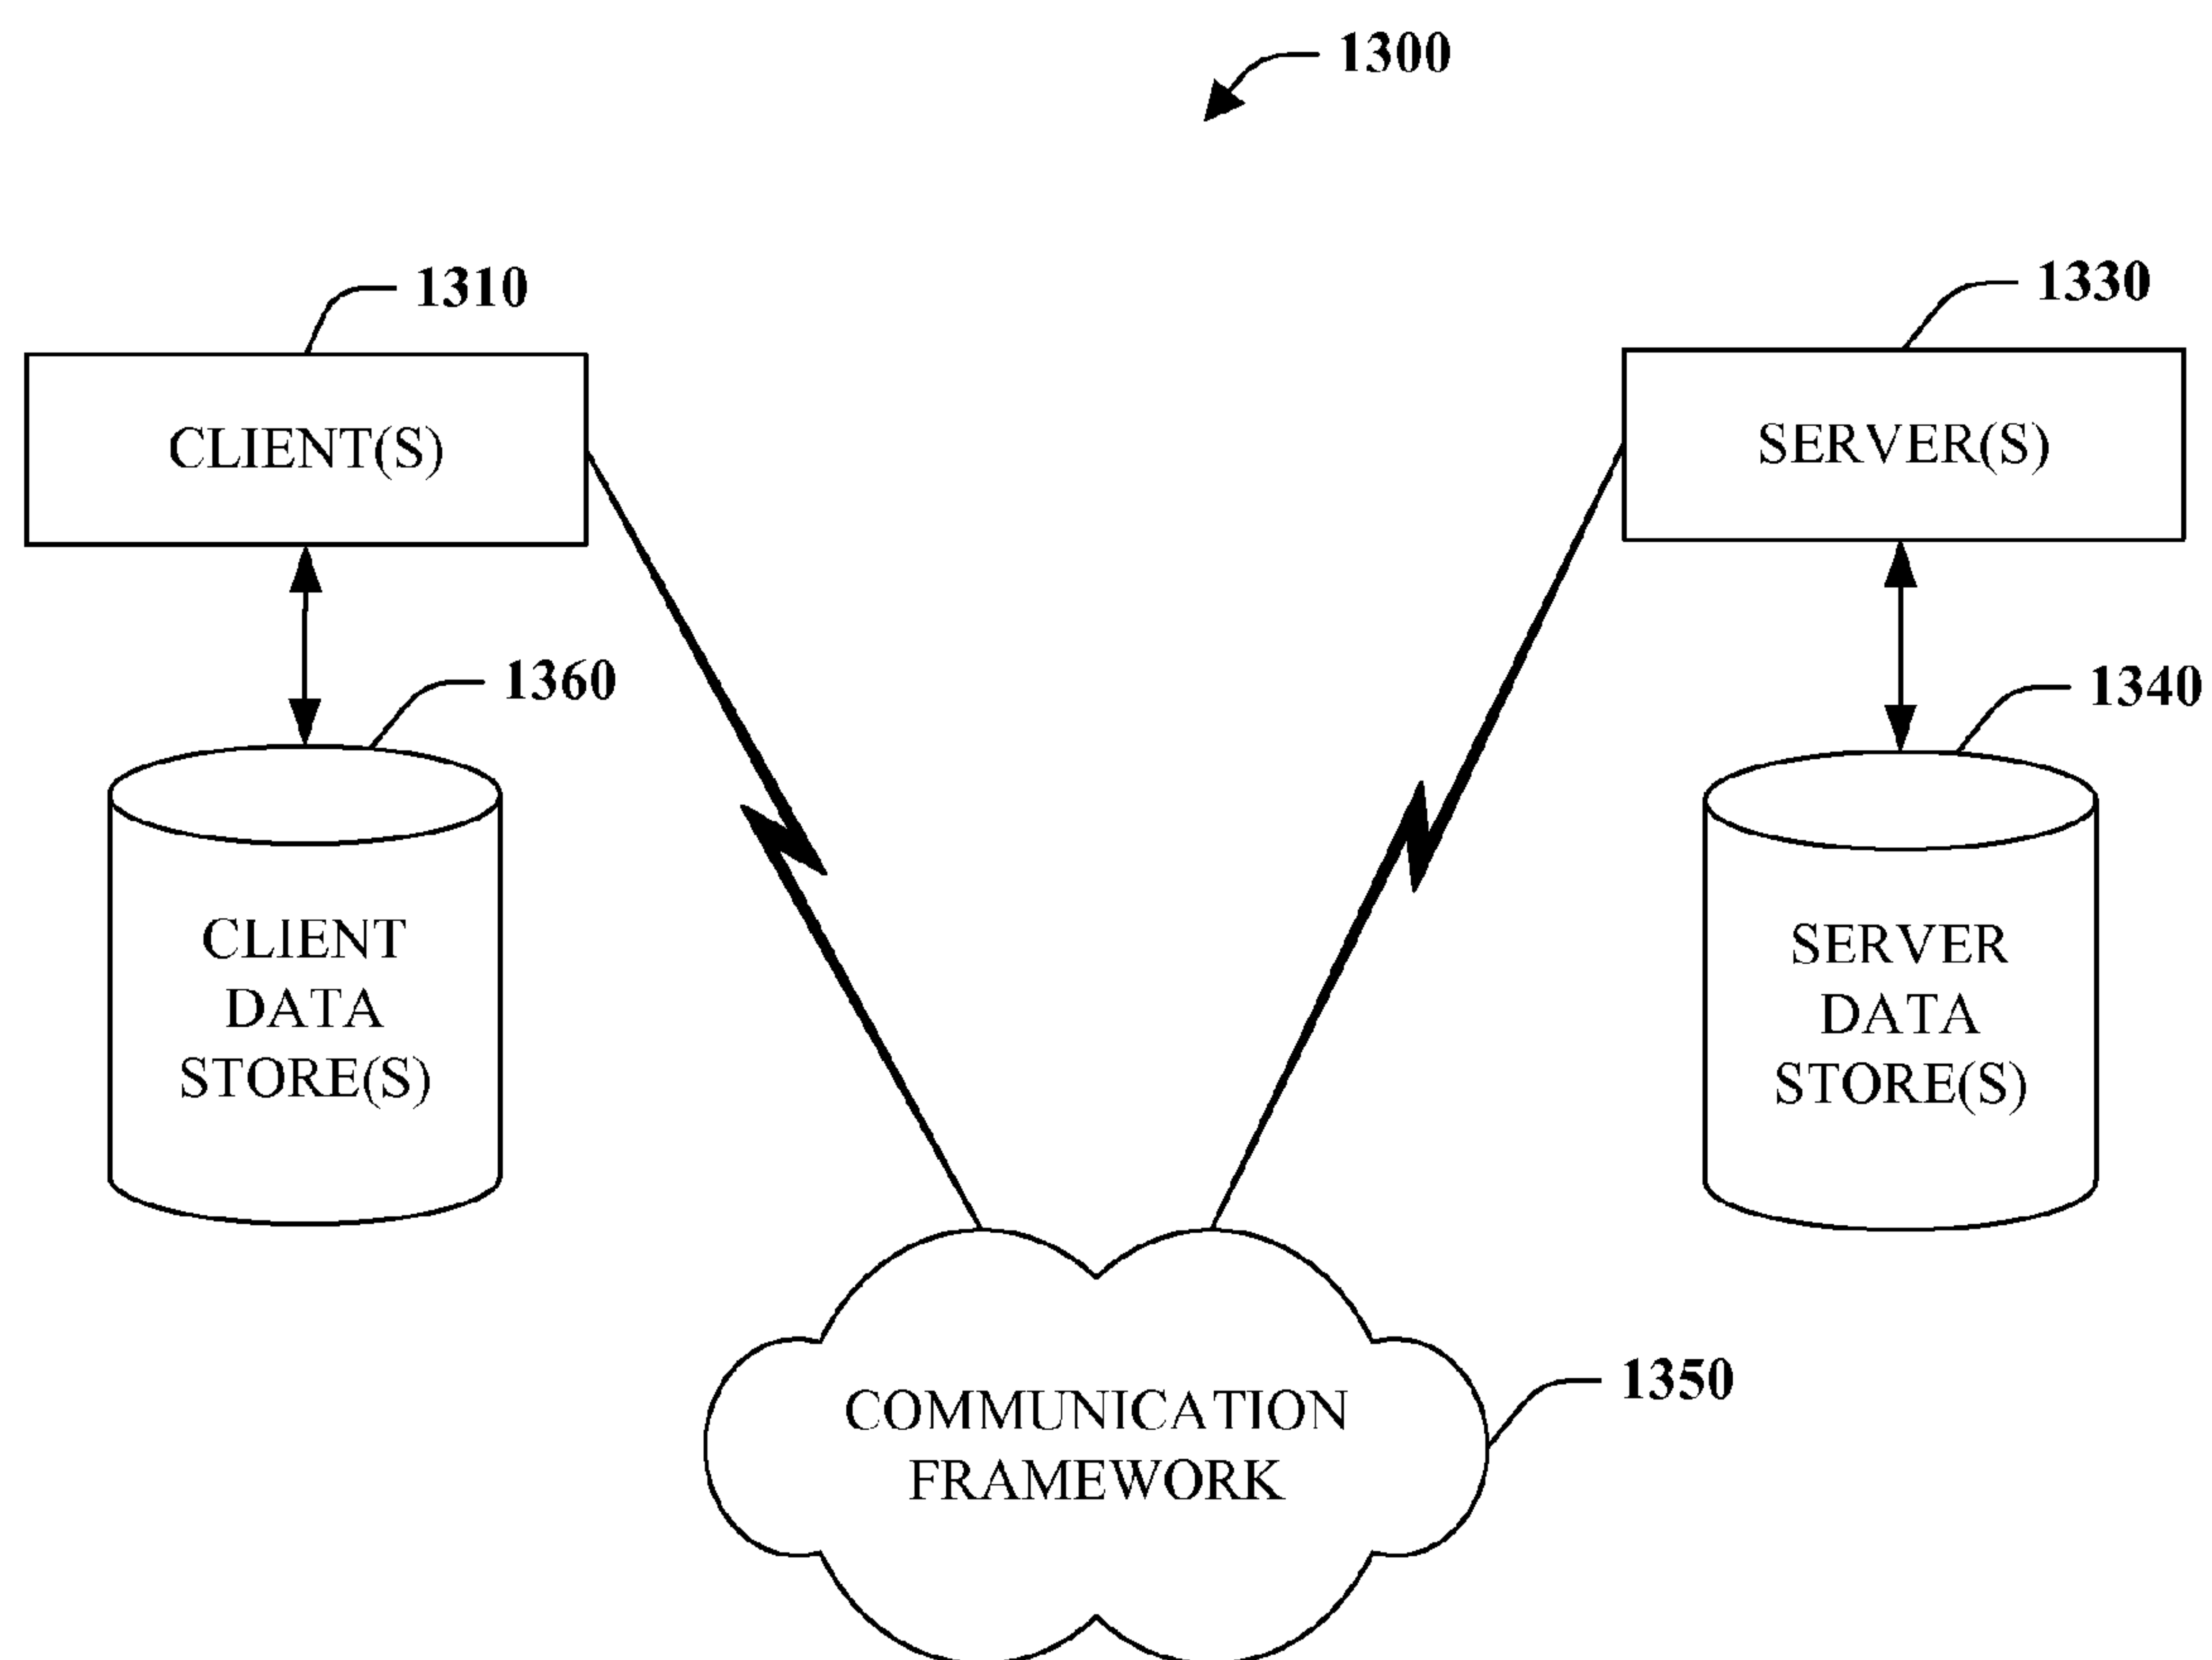 1300
1310
1330
CLIENT(S)
SERVER(S)
1360
1340
CLIENT
DATA
STORE(S)
SERVER
DATA
STORE(S)
1350
COMMUNICATION
FRAMEWORK